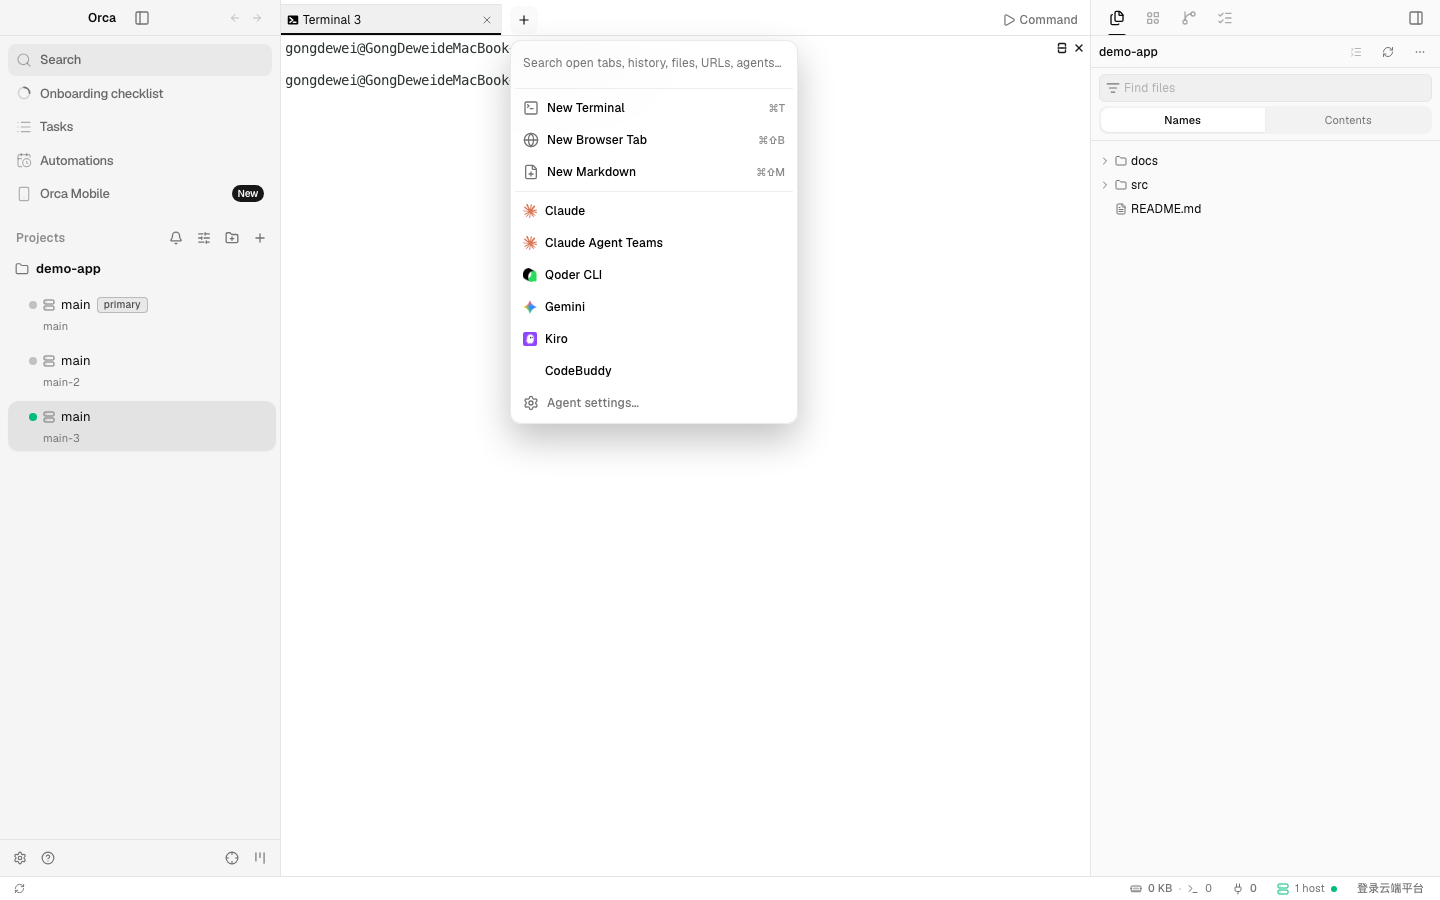 Orca
Terminal 3
Command
Search
Onboarding checklist
Tasks
Automations
Orca Mobile
New
Projects
demo-app
main primary
main
main
main-2
main
main-3
gongdewei@GongDeweideMacBook
gongdewei@GongDeweideMacBook
Search open tabs, history, files, URLs, agents...
New Terminal ⌘T
New Browser Tab ⌘⇧B
New Markdown ⌘⇧M
Claude
Claude Agent Teams
Qoder CLI
Gemini
Kiro
CodeBuddy
Agent settings...
demo-app
Find files
Names
Contents
docs
src
README.md
0 KB · 0
0
1 host
登录云端平台